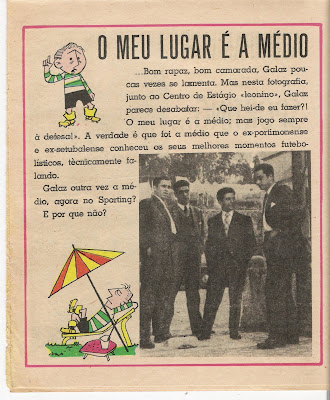 O MEU LUGAR É A MÉDIO
...Bom rapaz, bom camarada, Galaz pou-
cas vezes se lamenta. Mas nesta fotografia,
junto ao Centro de Estágio «leonino», Galaz
parece desabafar: — «Que hei-de eu fazer?!
O meu lugar é a médio; mas jogo sempre
à defesa!». A verdade é que foi a médio que o ex-portimonense
e ex-setubalense conheceu os seus melhores momentos futebo-
lísticos, tècnicamente fa-
lando.
Galaz outra vez a mé-
dio, agora no Sporting?
E por que não?